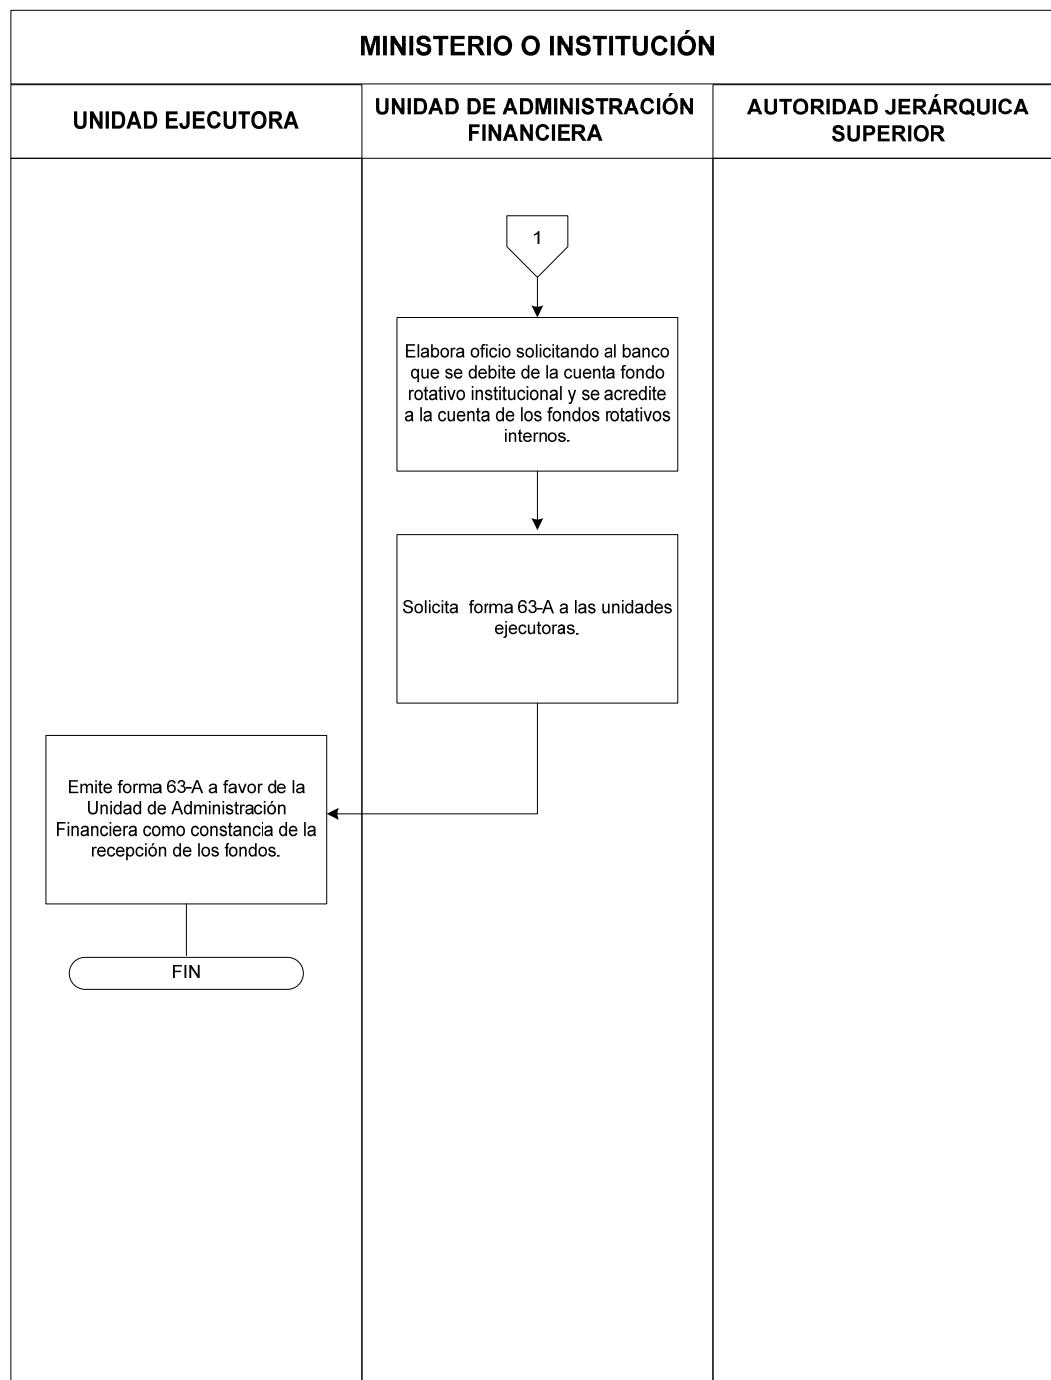 MINISTERIO O INSTITUCIÓN
UNIDAD EJECUTORA
UNIDAD DE ADMINISTRACIÓN
FINANCIERA
AUTORIDAD JERÁRQUICA
SUPERIOR
1
Elabora oficio solicitando al banco
que se debite de la cuenta fondo
rotativo institucional y se acredite
a la cuenta de los fondos rotativos
internos.
Solicita forma 63-A a las unidades
ejecutoras.
Emite forma 63-A a favor de la
Unidad de Administración
Financiera como constancia de la
recepción de los fondos.
FIN